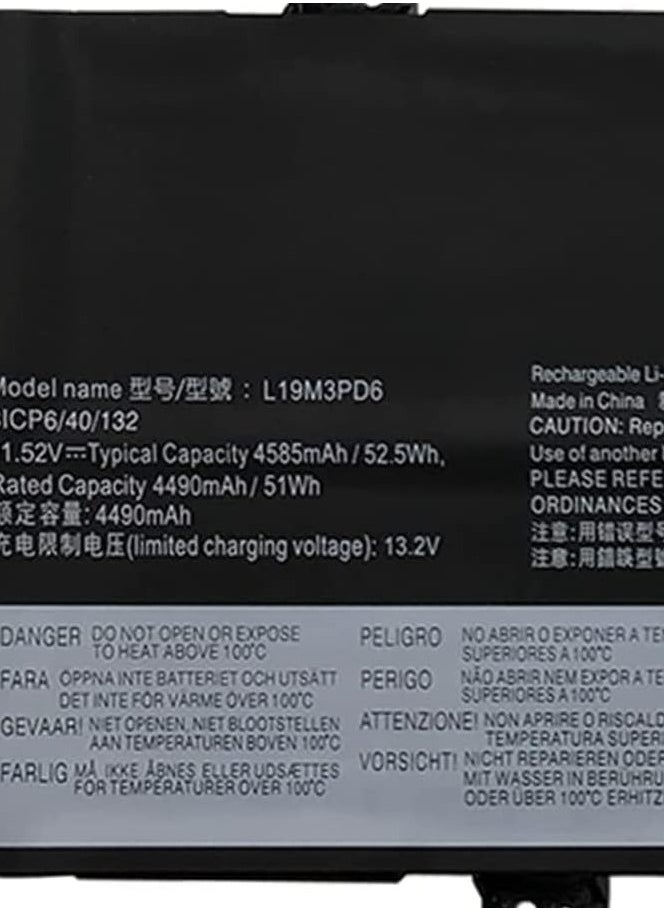 Model name 型号/型號 : L19M3PD6
ICP6/40/132
1.52V⎓Typical Capacity 4585mAh / 52.5Wh,
Rated Capacity 4490mAh / 51Wh
额定容量: 4490mAh
充电限制电压(limited charging voltage): 13.2V
Rechargeable Li-
Made in China
CAUTION: Rep
Use of another
PLEASE REFE
ORDINANCES
注意: 用错误型号
注意: 用錯誤型號
DANGER DO NOT OPEN OR EXPOSE
TO HEAT ABOVE 100°C
FARA ÖPPNA INTE BATTERIET OCH UTSÄTT
DET INTE FÖR VÄRME ÖVER 100°C
GEVAAR! NIET OPENEN, NIET BLOOTSTELLEN
AAN TEMPERATUREN BOVEN 100°C
FARLIG MÅ IKKE ÅBNES ELLER UDSÆTTES
FOR TEMPERATURER OVER 100°C
PELIGRO NO ABRIR O EXPONER A TE
SUPERIORES A 100°C
PERIGO NÃO ABRIR NEM EXPOR A TE
SUPERIORES A 100°C
ATTENZIONE! NON APRIRE O RISCALD
TEMPERATURA SUPERI
VORSICHT! NICHT REPARIEREN ODER
MIT WASSER IN BERÜHRU
ODER ÜBER 100°C ERHITZ